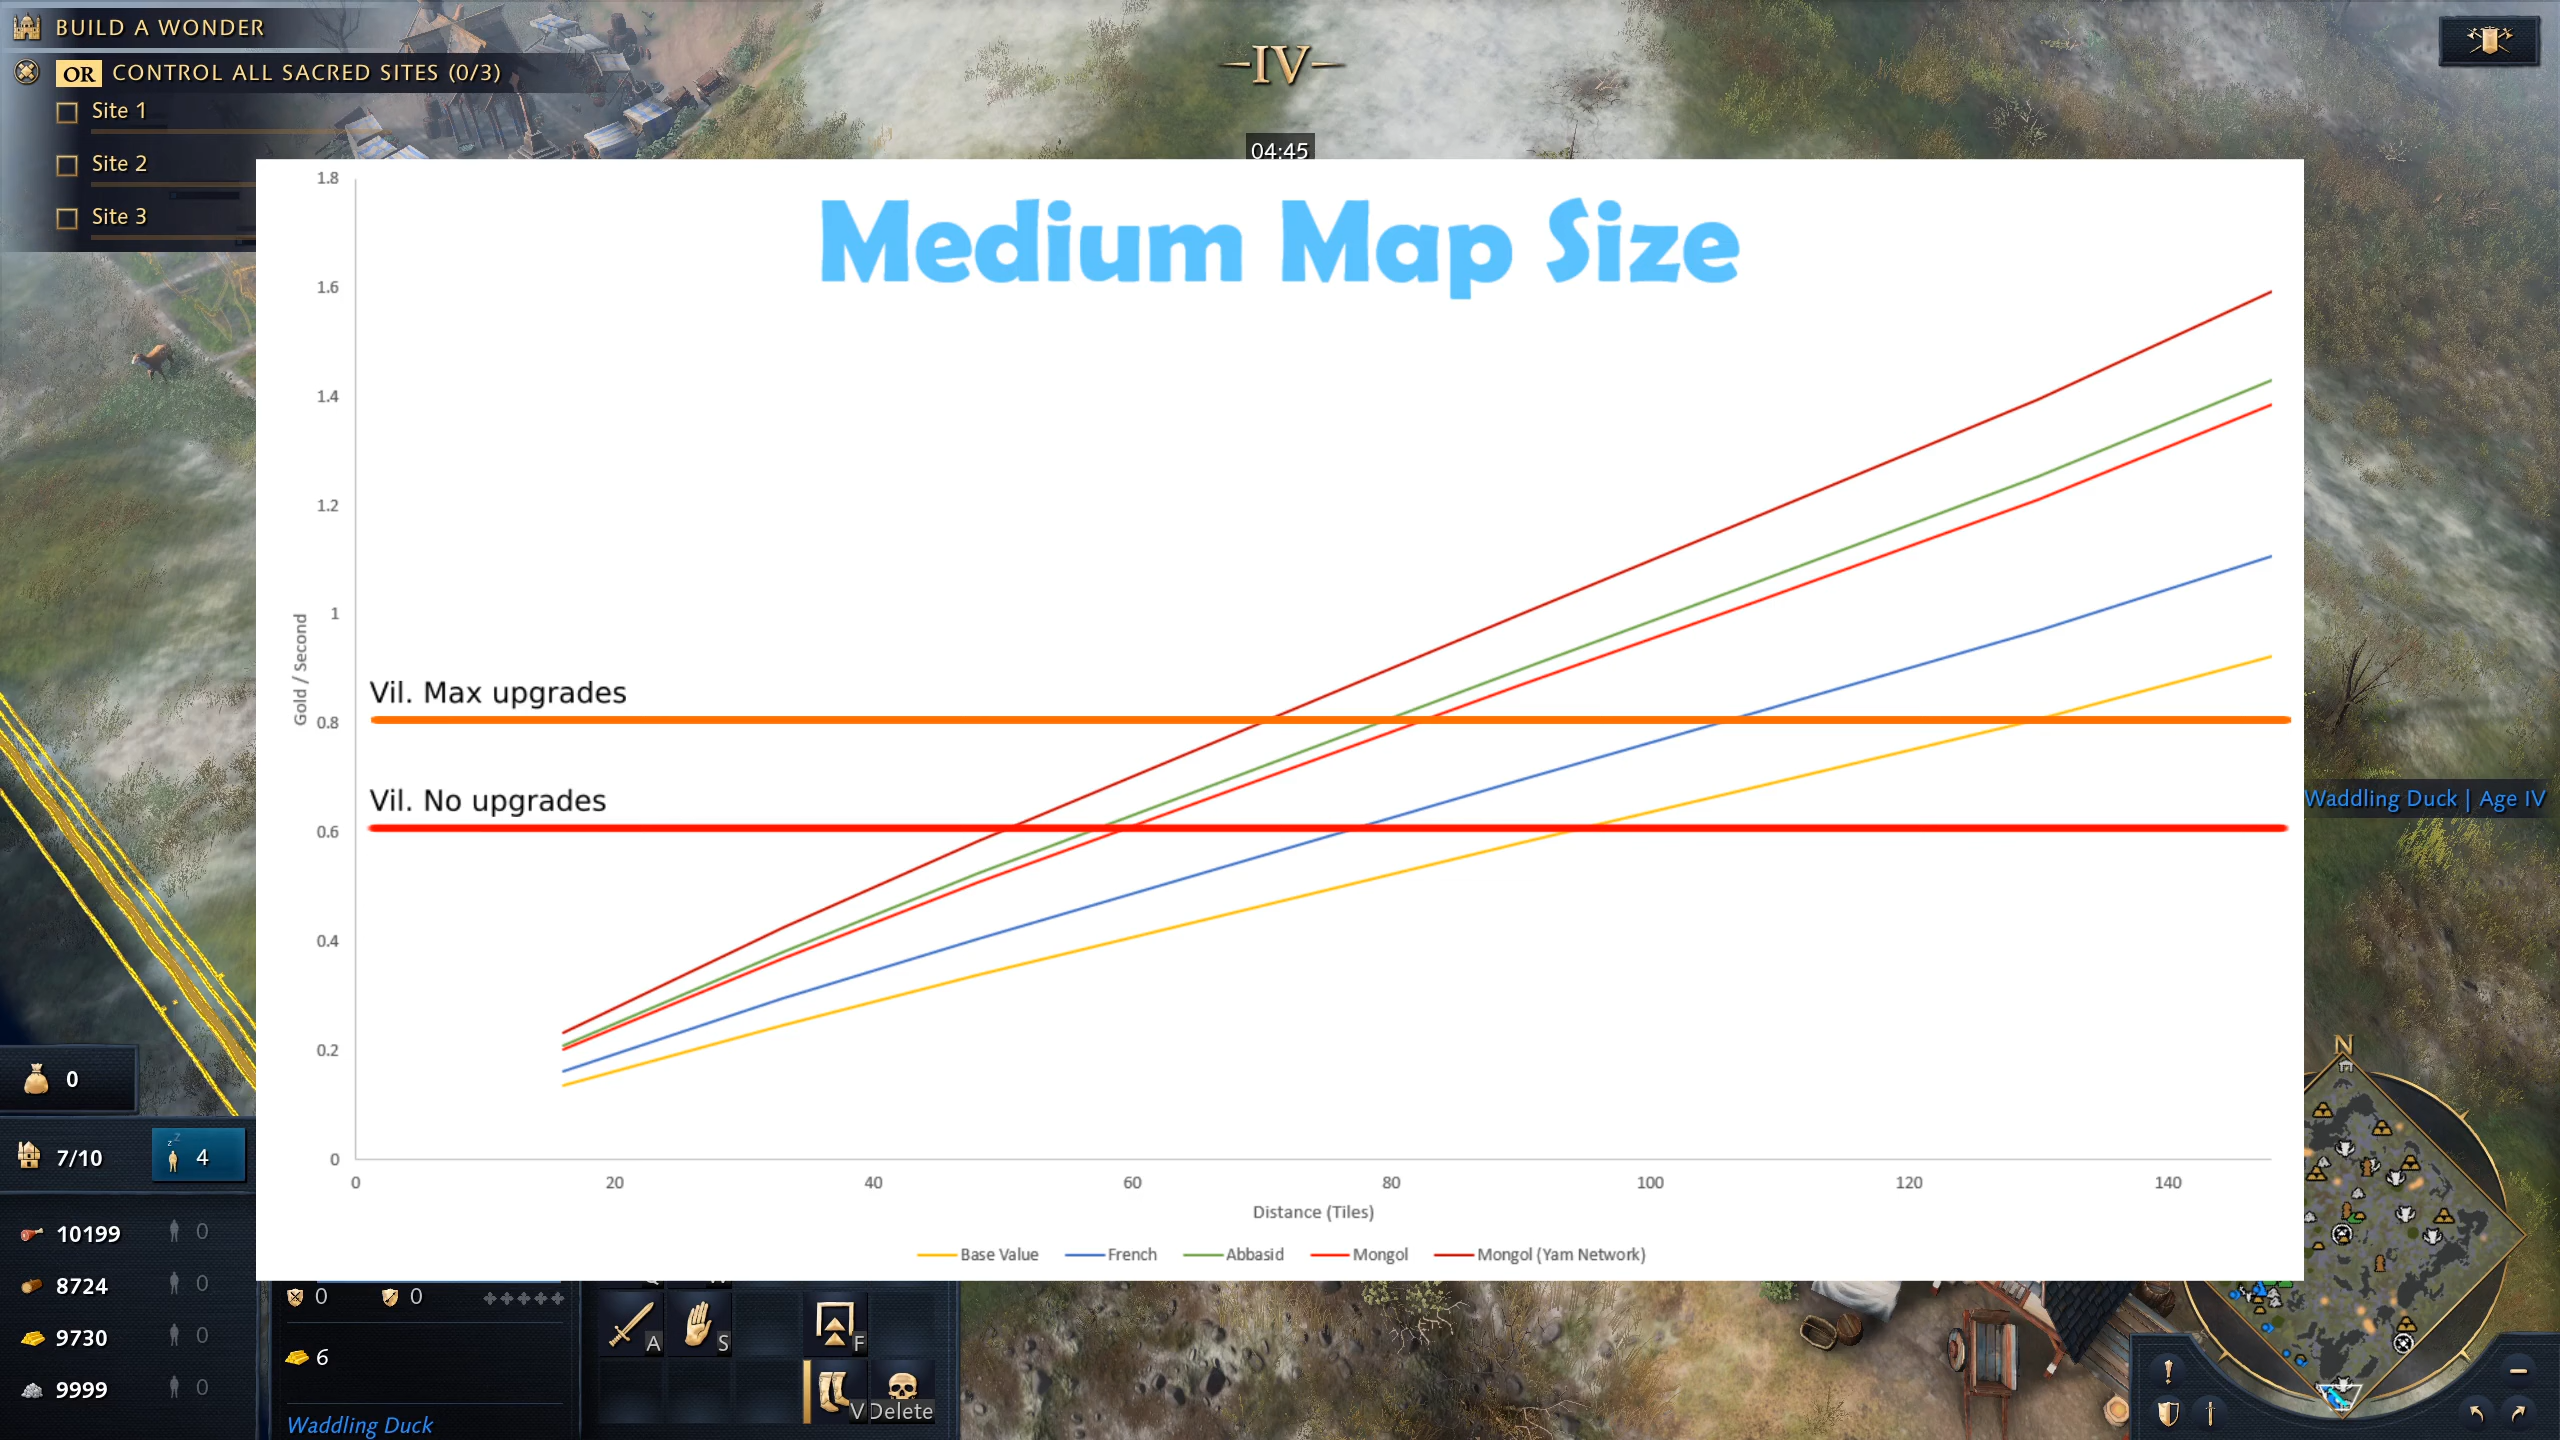 BUILD A WONDER
OR CONTROL ALL SACRED SITES (0/3)
Site 1
Site 2
Site 3
IV
04:45
Medium Map Size
1.8
1.6
1.4
1.2
1
0.8
0.6
0.4
0.2
0
Gold / Second
Vil. Max upgrades
Vil. No upgrades
0 20 40 60 80 100 120 140
Distance (Tiles)
Base Value French Abbasid Mongol Mongol (Yam Network)
Waddling Duck | Age IV
N
0
7/10 4
10199 0
8724 0
9730 0
9999 0
0 0
6
Waddling Duck
A S F
V Delete